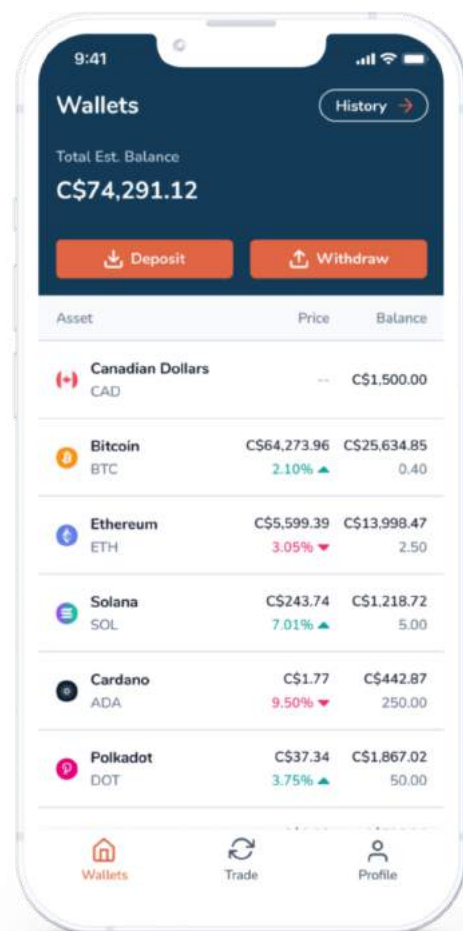 9:41
Wallets
History
Total Est. Balance
C$74,291.12
Deposit Withdraw
Asset Price Balance
Canadian Dollars -- C$1,500.00
CAD
Bitcoin C$64,273.96 C$25,634.85
BTC 2.10% 0.40
Ethereum C$5,599.39 C$13,998.47
ETH 3.05% 2.50
Solana C$243.74 C$1,218.72
SOL 7.01% 5.00
Cardano C$1.77 C$442.87
ADA 9.50% 250.00
Polkadot C$37.34 C$1,867.02
DOT 3.75% 50.00
Wallets Trade Profile